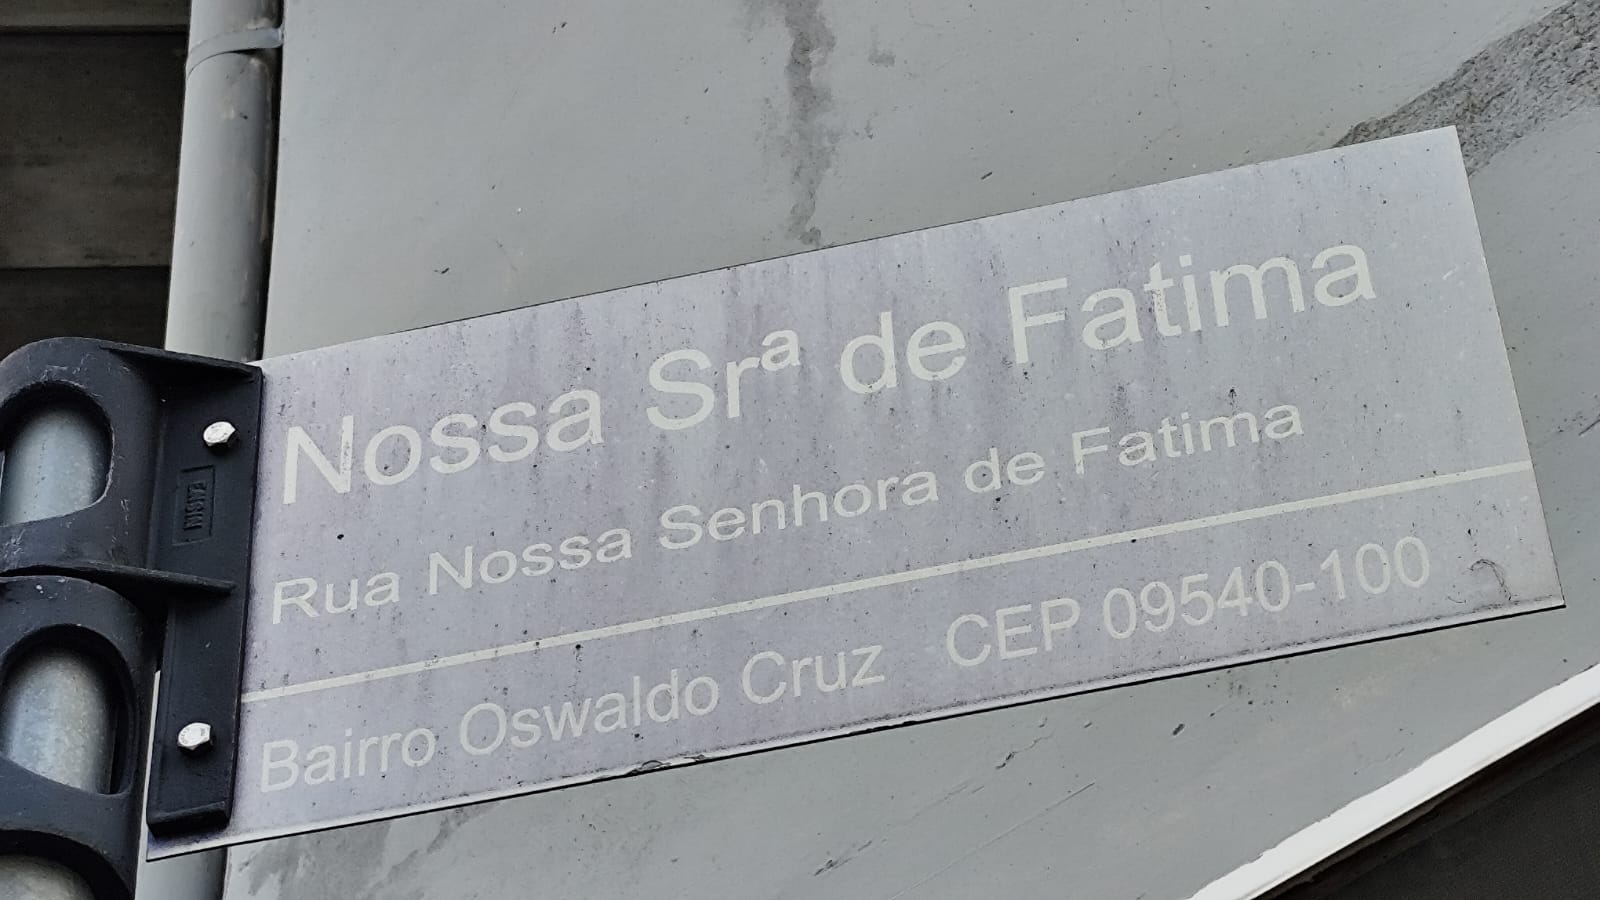 Nossa Srª de Fatima
Rua Nossa Senhora de Fatima
Bairro Oswaldo Cruz CEP 09540-100